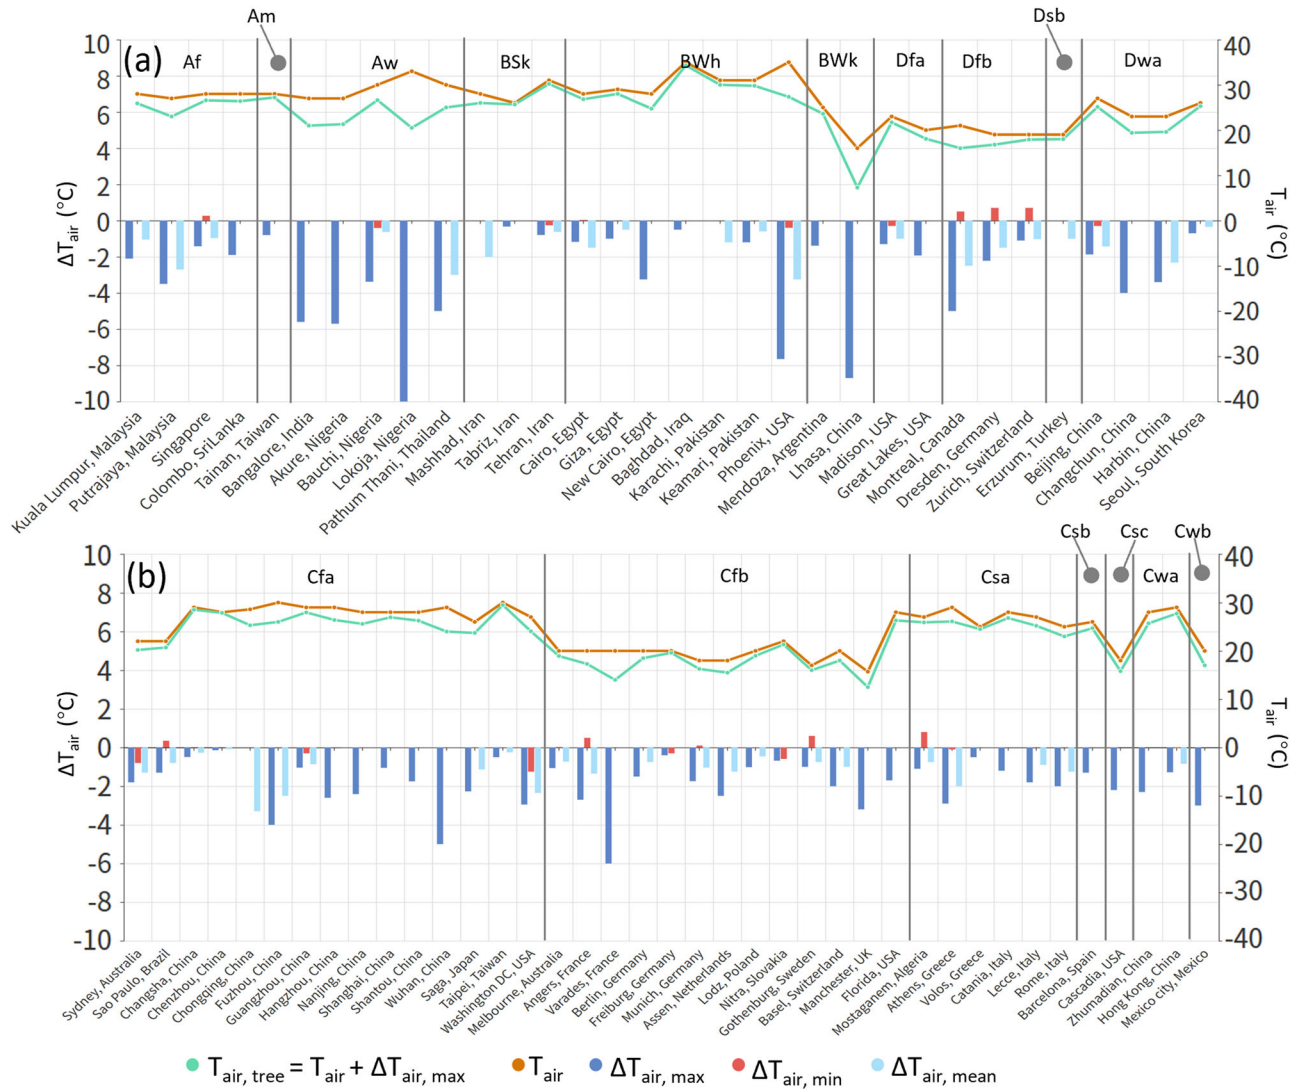 Am
Dsb
(a)
Af
Aw
BSk
BWh
BWk
Dfa
Dfb
Dwa
10
8
6
4
2
0
-2
-4
-6
-8
-10
ΔTair (°C)
40
30
20
10
0
-10
-20
-30
-40
Tair (°C)
Kuala Lumpur, Malaysia
Putrajaya, Malaysia
Singapore
Colombo, SriLanka
Tainan, Taiwan
Bangalore, India
Akure, Nigeria
Bauchi, Nigeria
Lokoja, Nigeria
Pathum Thani, Thailand
Mashhad, Iran
Tabriz, Iran
Tehran, Iran
Cairo, Egypt
Giza, Egypt
New Cairo, Egypt
Baghdad, Iraq
Karachi, Pakistan
Keamari, Pakistan
Phoenix, USA
Mendoza, Argentina
Lhasa, China
Madison, USA
Great Lakes, USA
Montreal, Canada
Dresden, Germany
Zurich, Switzerland
Erzurum, Turkey
Beijing, China
Changchun, China
Harbin, China
Seoul, South Korea
Csb
Csc
Cwb
(b)
Cfa
Cfb
Csa
Cwa
10
8
6
4
2
0
-2
-4
-6
-8
-10
ΔTair (°C)
40
30
20
10
0
-10
-20
-30
-40
Tair (°C)
Sydney, Australia
Sao Paulo, Brazil
Changsha, China
Chenzhou, China
Chongqing, China
Fuzhou, China
Guangzhou, China
Hangzhou, China
Nanjing, China
Shanghai, China
Shantou, China
Wuhan, China
Saga, Japan
Taipei, Taiwan
Washington DC, USA
Melbourne, Australia
Angers, France
Varades, France
Berlin, Germany
Freiburg, Germany
Munich, Germany
Assen, Netherlands
Lodz, Poland
Nitra, Slovakia
Gothenburg, Sweden
Basel, Switzerland
Manchester, UK
Florida, USA
Mostaganem, Algeria
Athens, Greece
Volos, Greece
Catania, Italy
Lecce, Italy
Rome, Italy
Barcelona, Spain
Cascadia, USA
Zhumadian, China
Hong Kong, China
Mexico city, Mexico
Tair, tree = Tair + ΔTair, max
Tair
ΔTair, max
ΔTair, min
ΔTair, mean